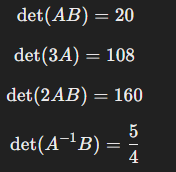 det(AB) = 20
det(3A) = 108
det(2AB) = 160
det(A⁻¹B) = 5/4